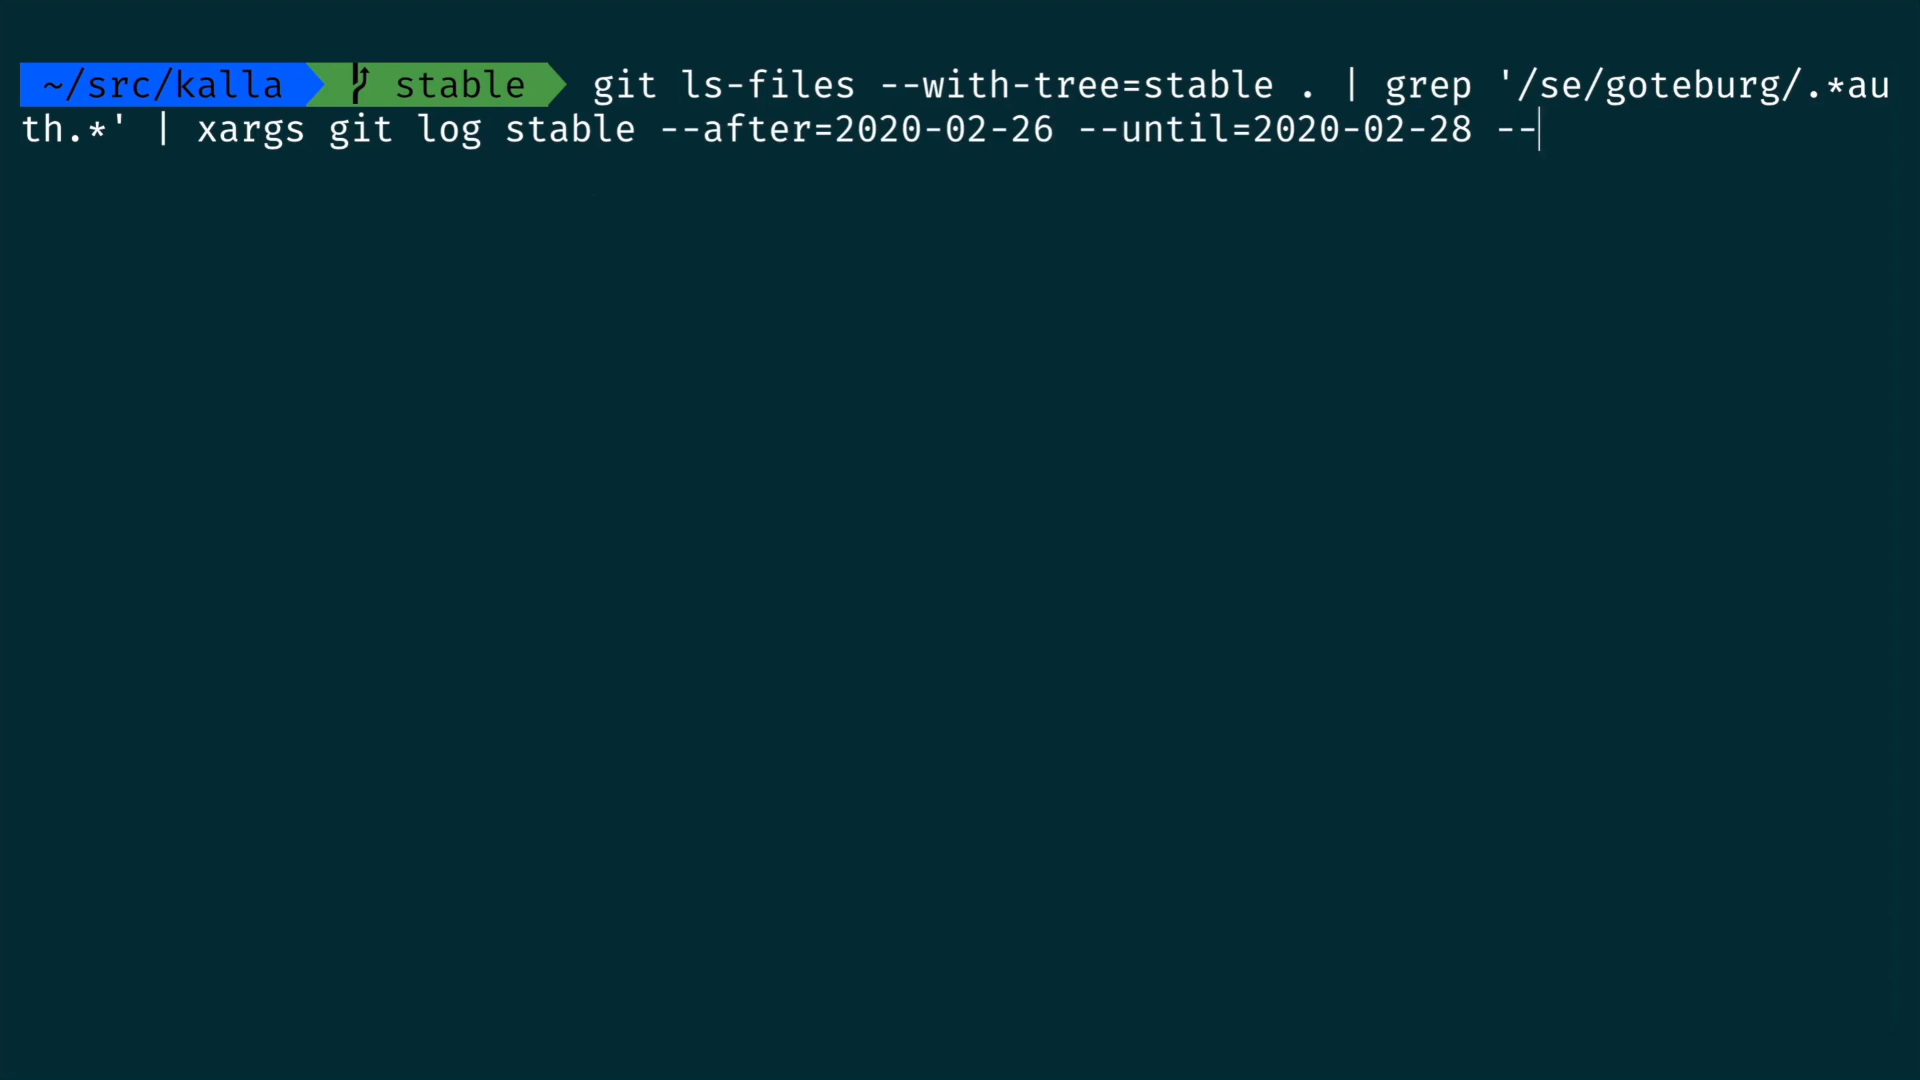 ~/src/kalla stable git ls-files --with-tree=stable . | grep '/se/goteburg/.*au
th.*' | xargs git log stable --after=2020-02-26 --until=2020-02-28 --